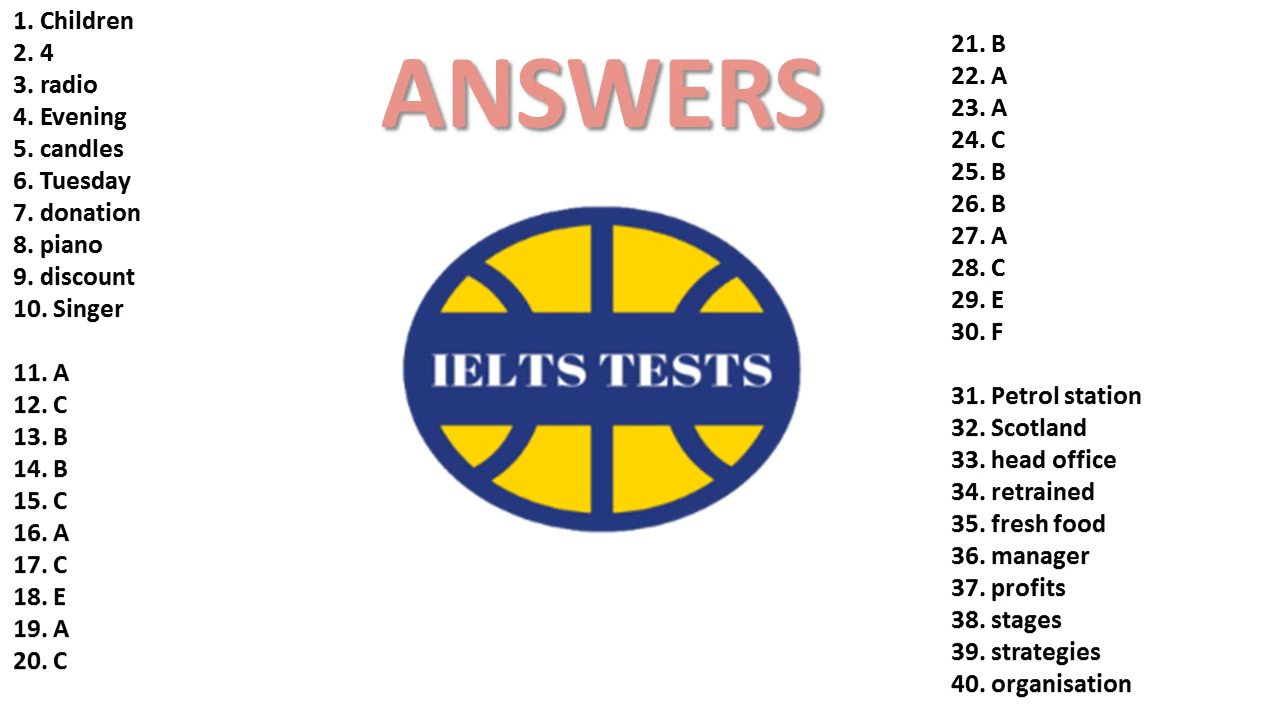 1. Children
2. 4
3. radio
4. Evening
5. candles
6. Tuesday
7. donation
8. piano
9. discount
10. Singer
11. A
12. C
13. B
14. B
15. C
16. A
17. C
18. E
19. A
20. C
ANSWERS
IELTS TESTS
21. B
22. A
23. A
24. C
25. B
26. B
27. A
28. C
29. E
30. F
31. Petrol station
32. Scotland
33. head office
34. retrained
35. fresh food
36. manager
37. profits
38. stages
39. strategies
40. organisation